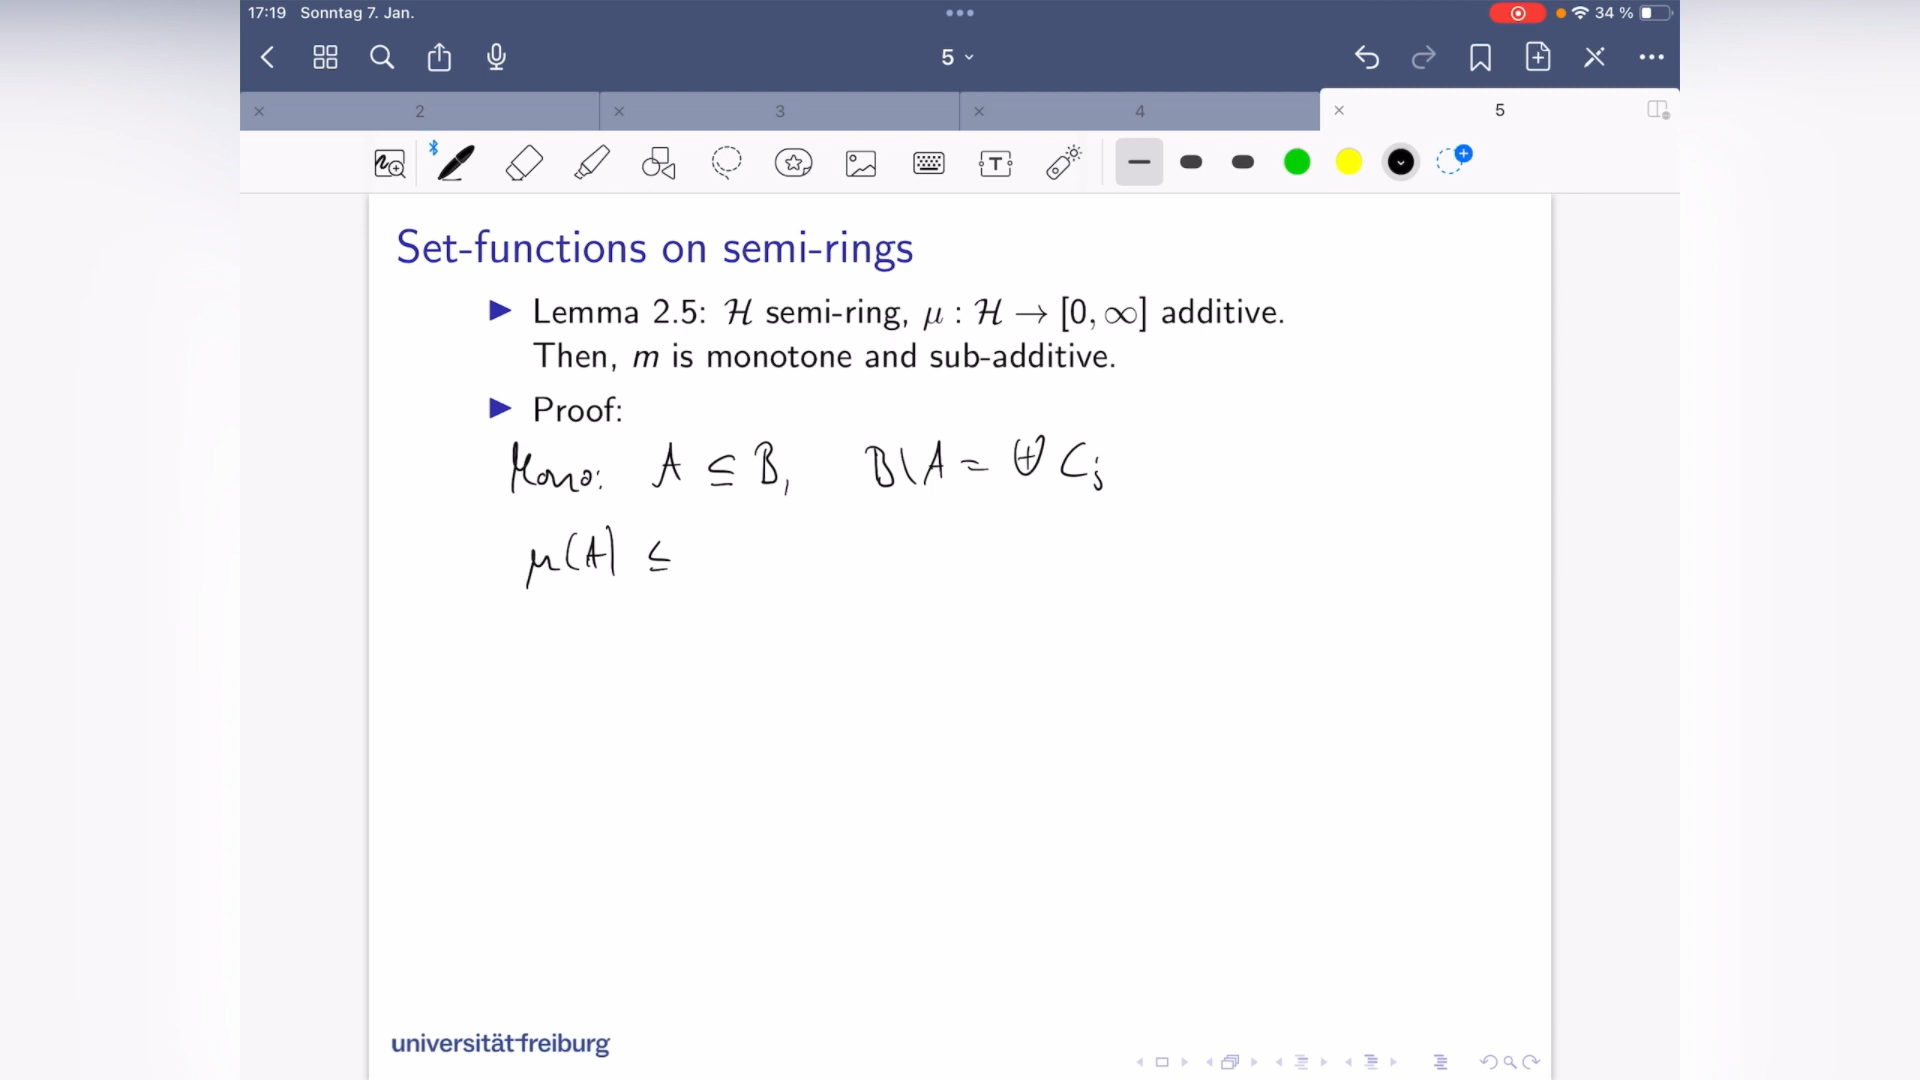 17:19 Sonntag 7. Jan.
34 %
5
2
3
4
5
T
Set-functions on semi-rings
Lemma 2.5: ℋ semi-ring, μ : ℋ → [0, ∞] additive.
Then, m is monotone and sub-additive.
Proof:
Mono: A ⊆ B, B\A = ⊎ Cⱼ
μ(A) ≤
universität freiburg